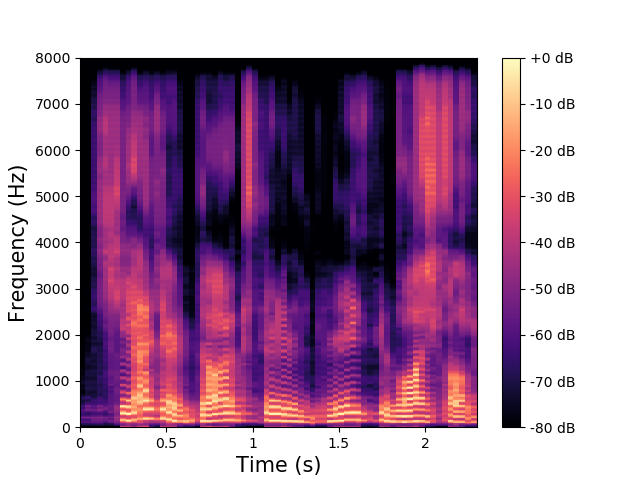 8000
7000
6000
5000
4000
3000
2000
1000
0
Frequency (Hz)
0
0.5
1
1.5
2
Time (s)
+0 dB
-10 dB
-20 dB
-30 dB
-40 dB
-50 dB
-60 dB
-70 dB
-80 dB